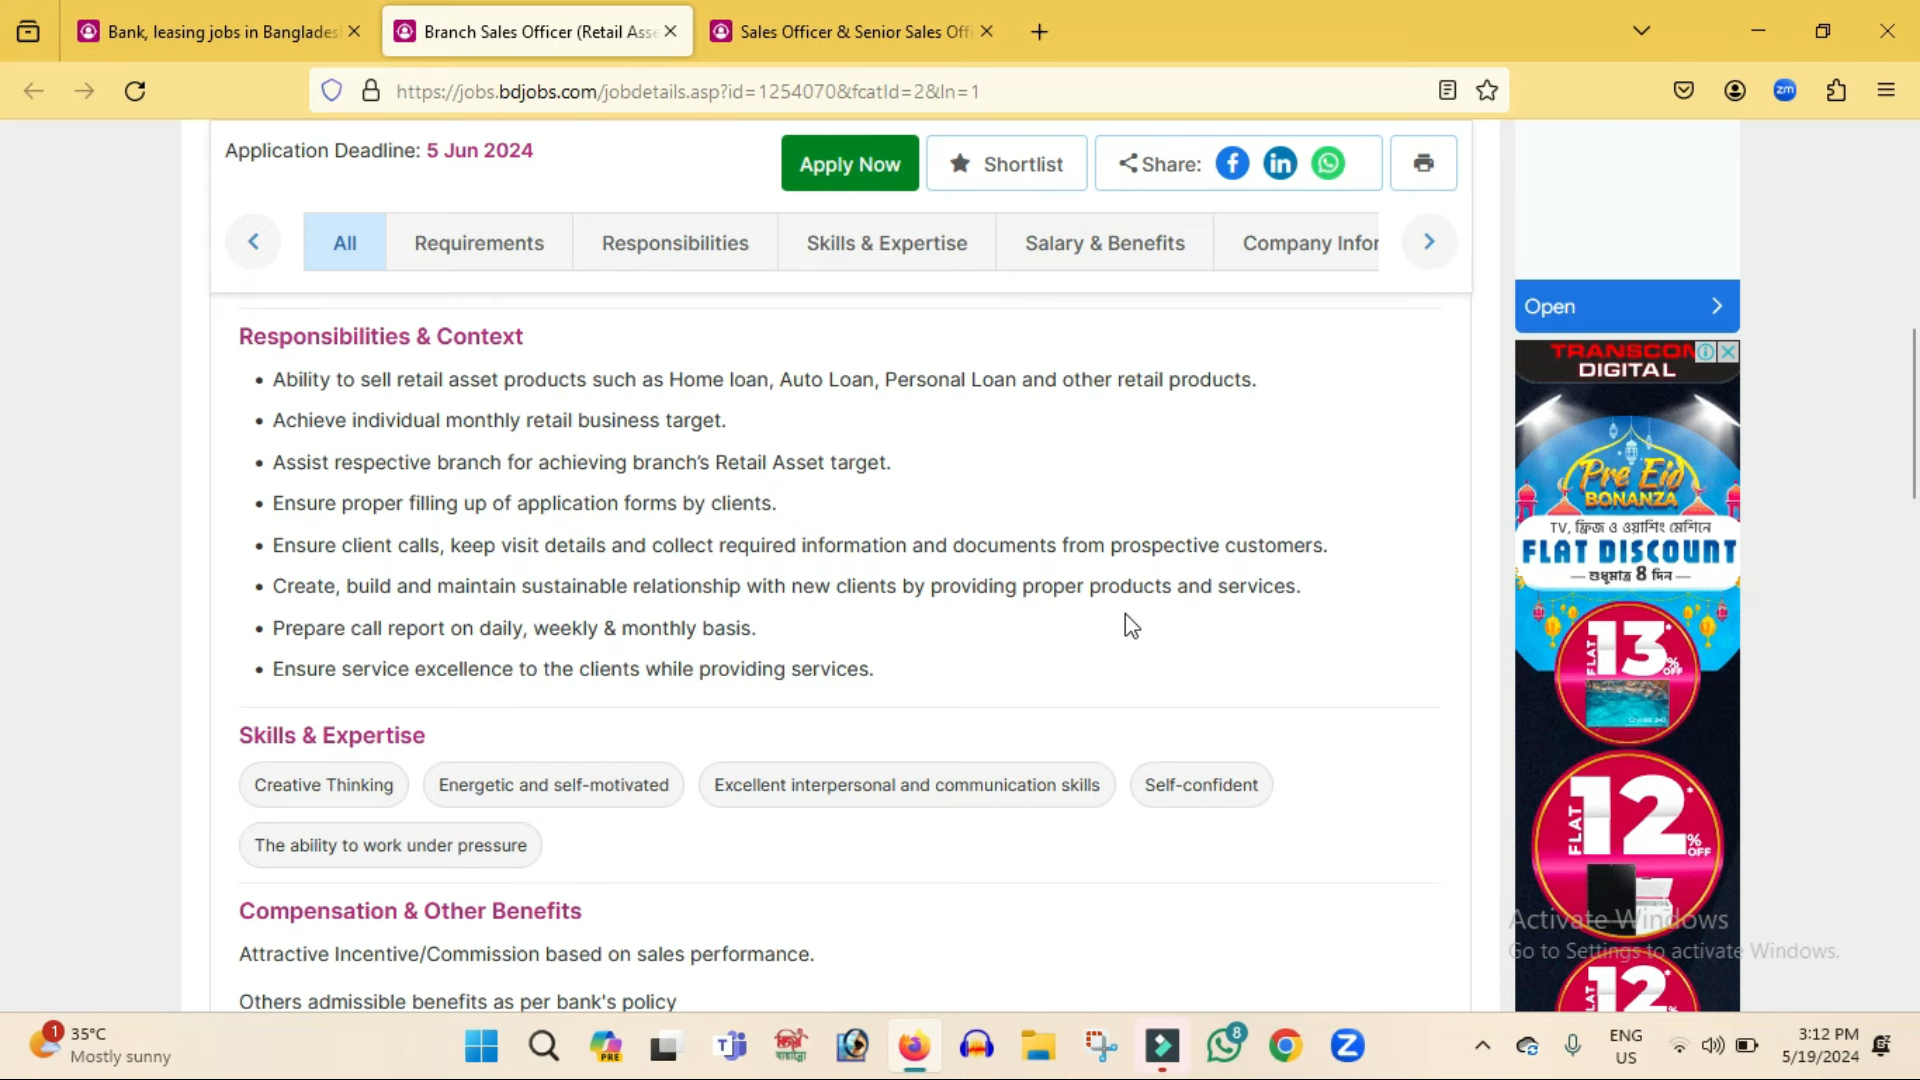 Bank, leasing jobs in Banglades
Branch Sales Officer (Retail Asse
Sales Officer & Senior Sales Offi
https://jobs.bdjobs.com/jobdetails.asp?id=1254070&fcatId=2&ln=1
zm
Application Deadline: 5 Jun 2024
Apply Now
Shortlist
Share:
All
Requirements
Responsibilities
Skills & Expertise
Salary & Benefits
Company Infor
Responsibilities & Context
• Ability to sell retail asset products such as Home loan, Auto Loan, Personal Loan and other retail products.
• Achieve individual monthly retail business target.
• Assist respective branch for achieving branch’s Retail Asset target.
• Ensure proper filling up of application forms by clients.
• Ensure client calls, keep visit details and collect required information and documents from prospective customers.
• Create, build and maintain sustainable relationship with new clients by providing proper products and services.
• Prepare call report on daily, weekly & monthly basis.
• Ensure service excellence to the clients while providing services.
Skills & Expertise
Creative Thinking
Energetic and self-motivated
Excellent interpersonal and communication skills
Self-confident
The ability to work under pressure
Compensation & Other Benefits
Attractive Incentive/Commission based on sales performance.
Others admissible benefits as per bank's policy
Open
TRANSCOM
DIGITAL
Pre Eid
BONANZA
TV, ফ্রিজ ও ওয়াশিং মেশিনে
FLAT DISCOUNT
শুধুমাত্র 8 দিন
FLAT 13% OFF
FLAT 12% OFF
12%
Activate Windows
Go to Settings to activate Windows.
1
35°C
Mostly sunny
PRE
8
ENG
US
3:12 PM
5/19/2024